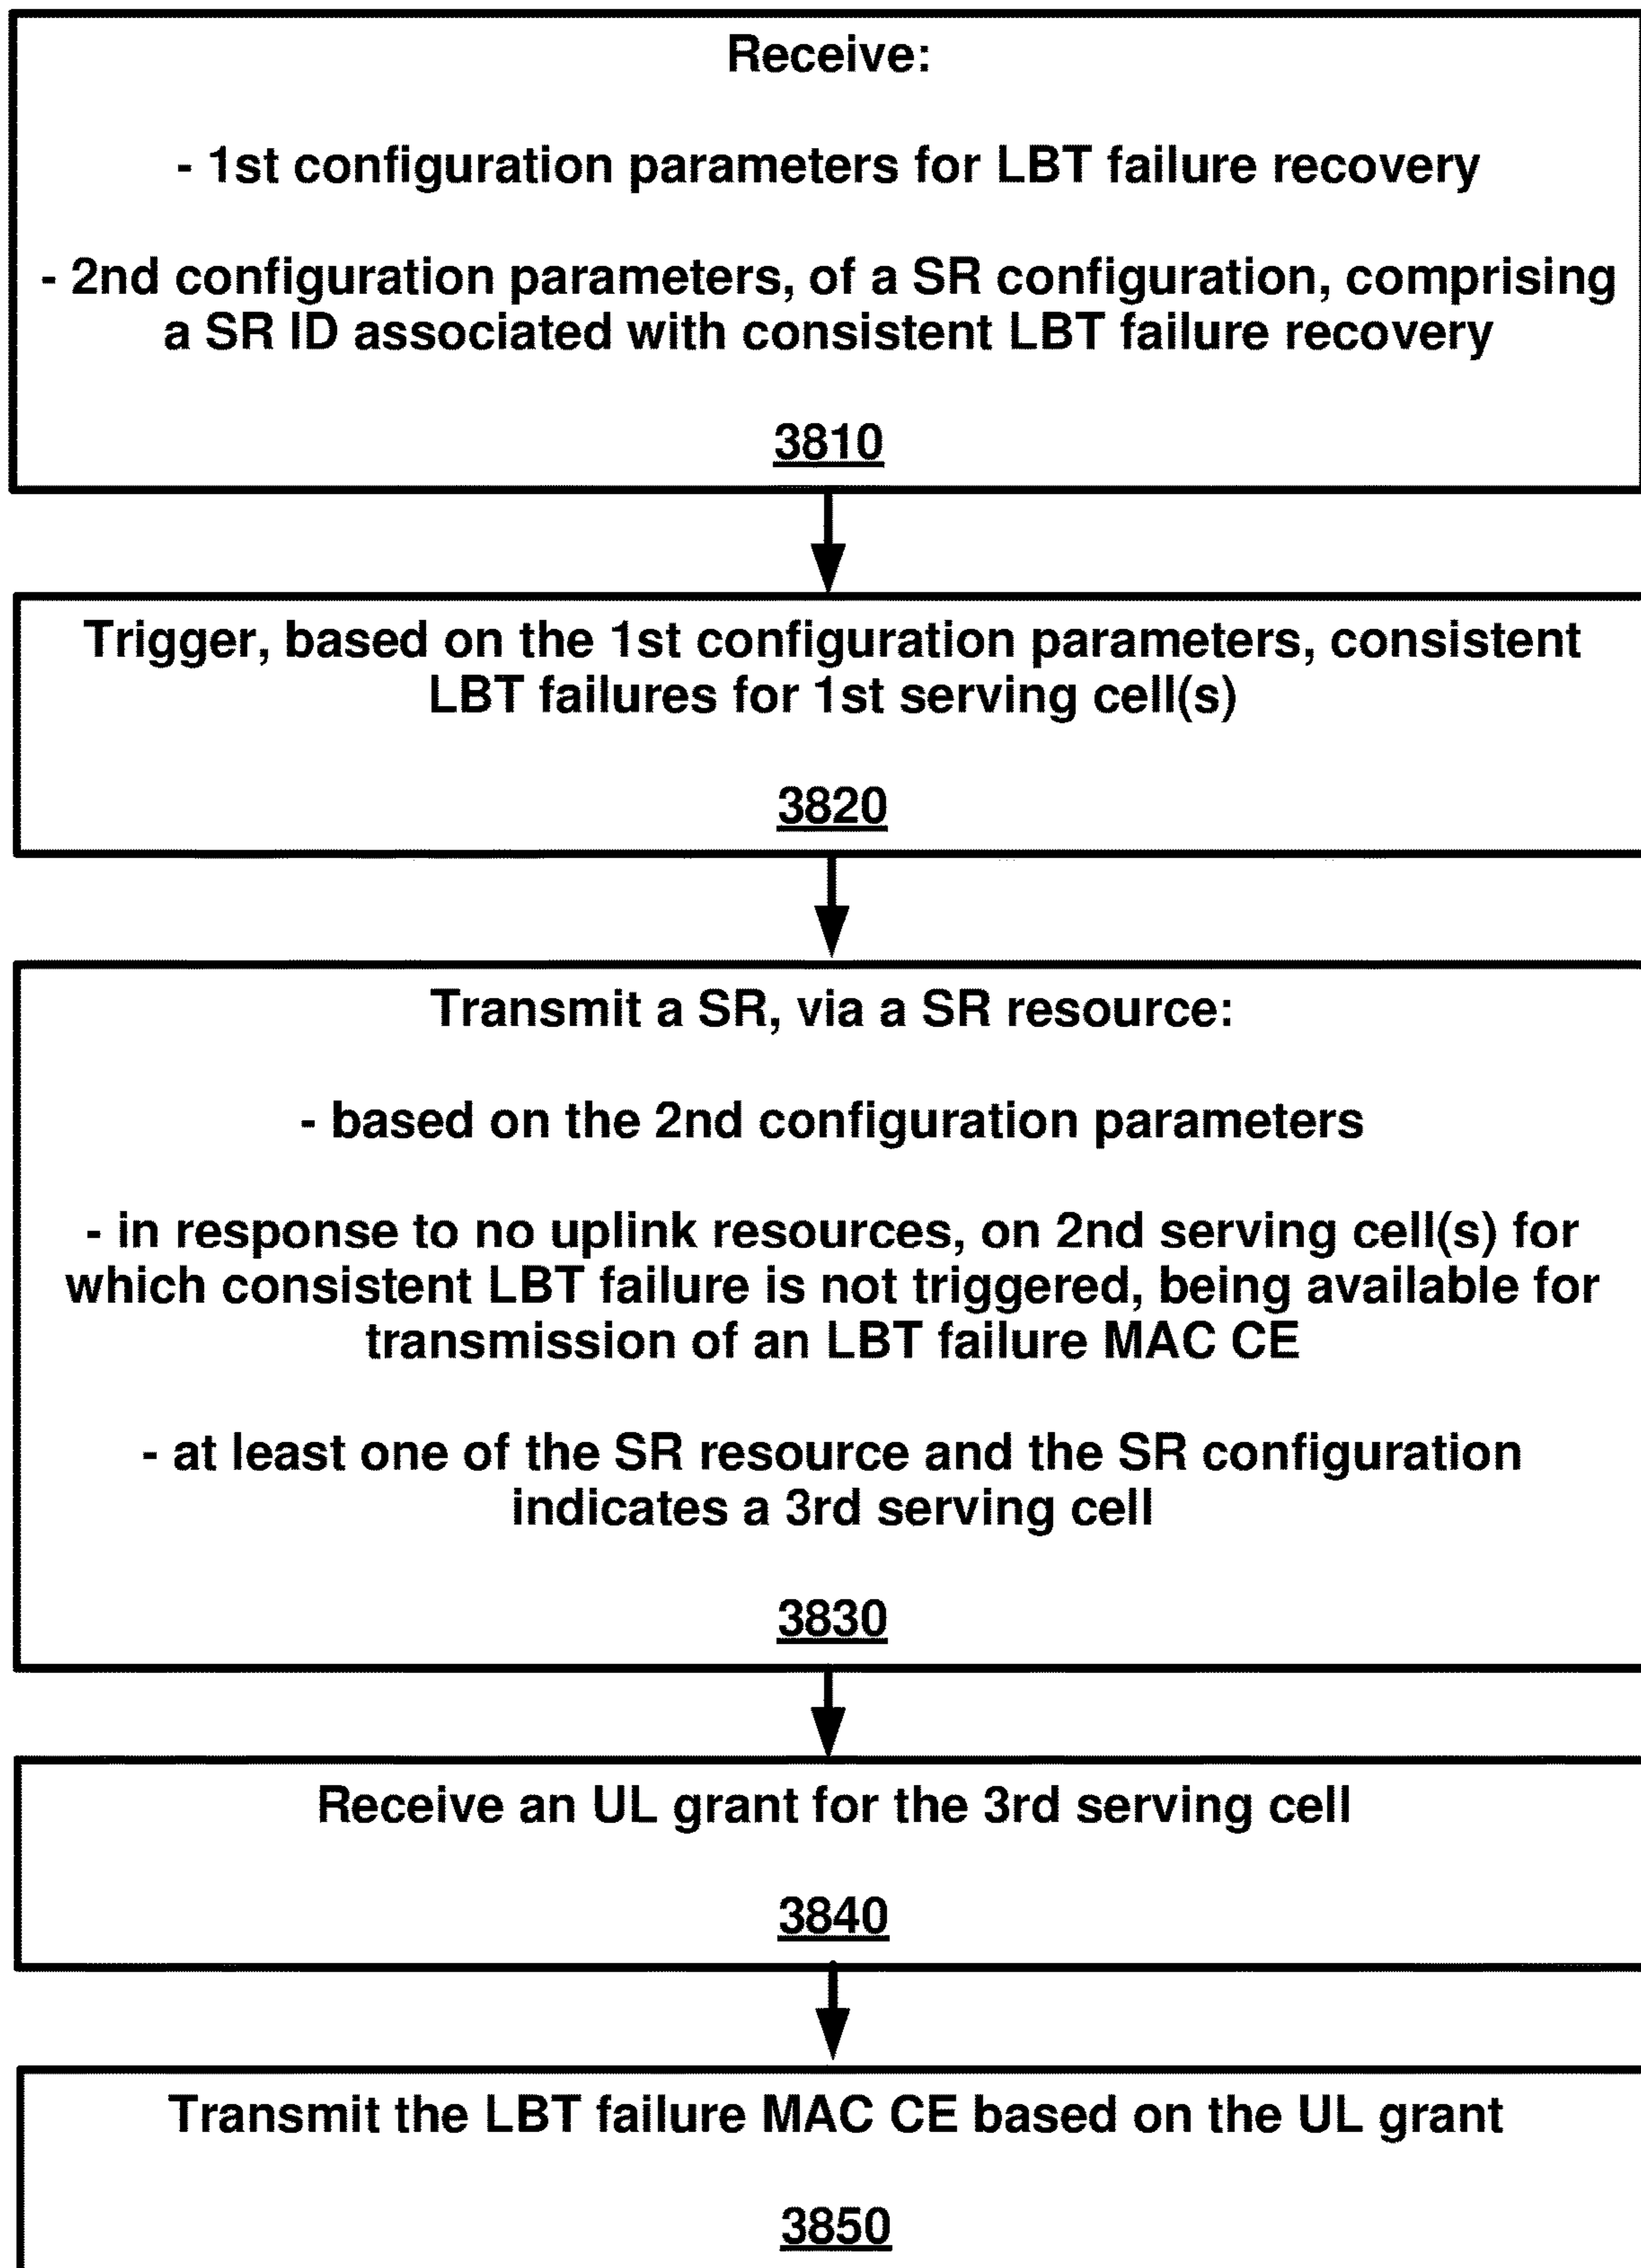 Receive:
- 1st configuration parameters for LBT failure recovery
- 2nd configuration parameters, of a SR configuration, comprising
a SR ID associated with consistent LBT failure recovery
3810
Trigger, based on the 1st configuration parameters, consistent
LBT failures for 1st serving cell(s)
3820
Transmit a SR, via a SR resource:
- based on the 2nd configuration parameters
- in response to no uplink resources, on 2nd serving cell(s) for
which consistent LBT failure is not triggered, being available for
transmission of an LBT failure MAC CE
- at least one of the SR resource and the SR configuration
indicates a 3rd serving cell
3830
Receive an UL grant for the 3rd serving cell
3840
Transmit the LBT failure MAC CE based on the UL grant
3850